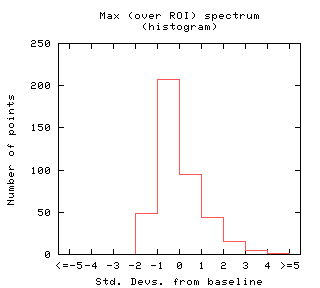 Max (over ROI) spectrum
(histogram)
250
200
150
100
50
0
Number of points
<=-5 -4 -3 -2 -1 0 1 2 3 4 >=5
Std. Devs. from baseline